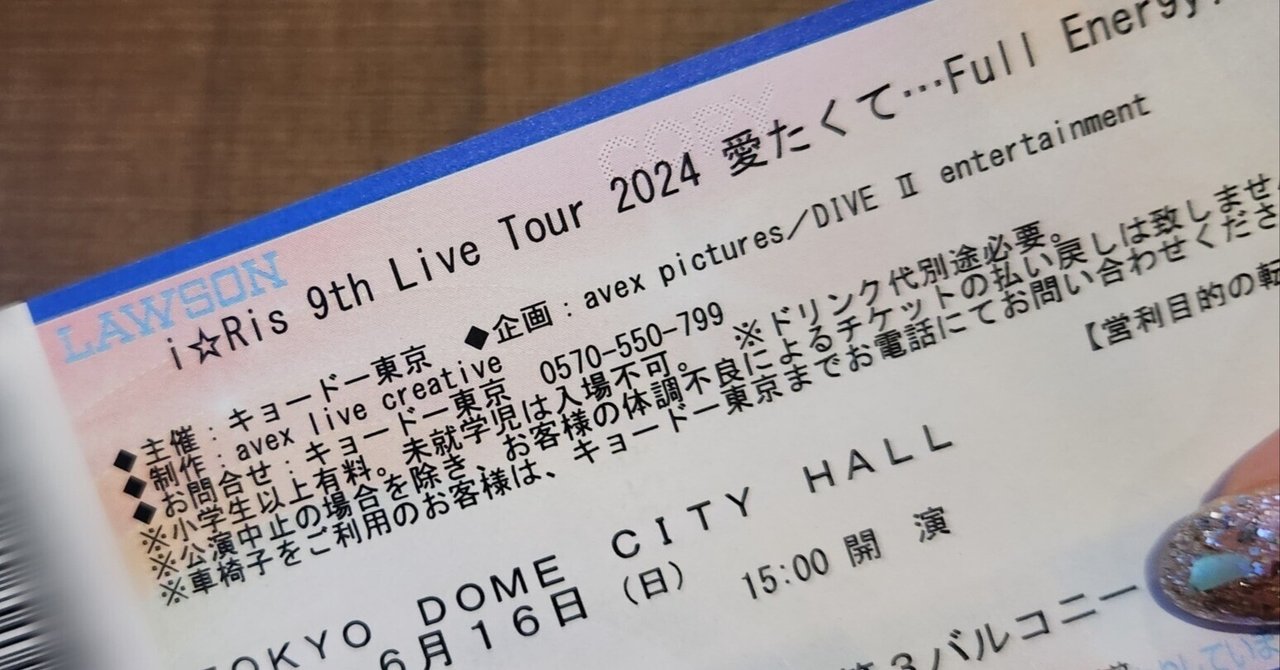 LAWSON
COPY
i☆Ris 9th Live Tour 2024 愛たくて…Full Energy!
◆主催：キョードー東京 ◆企画：avex pictures／DIVE Ⅱ entertainment
◆制作：avex live creative
◆お問合せ：キョードー東京 0570-550-799
※小学生以上有料。未就学児は入場不可。※ドリンク代別途必要。
※公演中止の場合を除き、お客様の体調不良によるチケットの払い戻しは致しませ
※車椅子をご利用のお客様は、キョードー東京までお電話にてお問い合わせくださ
【営利目的の転
TOKYO DOME CITY HALL
6月16日（日） 15:00 開 演
第3バルコニー